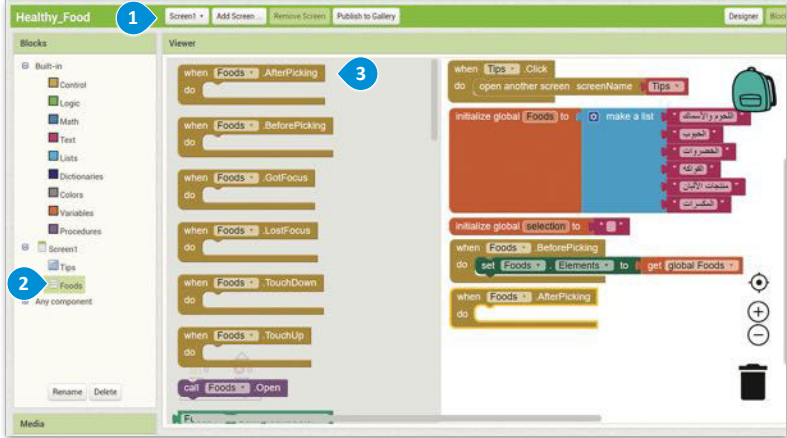 Healthy_Food
1
Screen1
Add Screen ...
Remove Screen
Publish to Gallery
Designer
Blocks
Viewer
Built-in
Control
Logic
Math
Text
Lists
Dictionaries
Colors
Variables
Procedures
Screen1
Tips
2
Foods
Any component
Rename
Delete
Media
when Foods .AfterPicking
do
3
when Foods .BeforePicking
do
when Foods .GotFocus
do
when Foods .LostFocus
do
when Foods .TouchDown
do
when Foods .TouchUp
do
call Foods .Open
when Tips .Click
do open another screen screenName Tips
initialize global Foods to make a list " اللحوم والأسماك "
" الحبوب "
" الخضروات "
" الفواكه "
" منتجات الألبان "
" المكسرات "
initialize global selection to " "
when Foods .BeforePicking
do set Foods . Elements to get global Foods
when Foods .AfterPicking
do